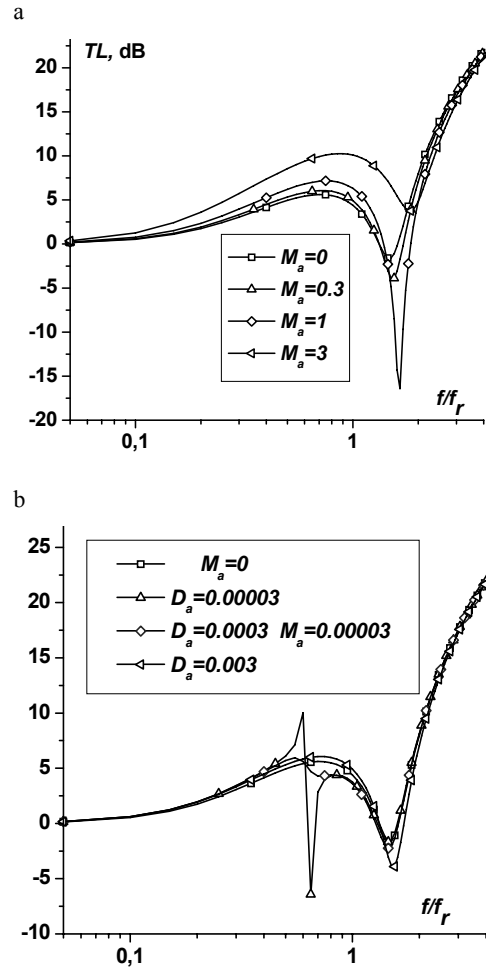 a
TL, dB
20
15
10
5
0
-5
-10
-15
-20
M_a=0
M_a=0.3
M_a=1
M_a=3
f/f_r
0,1
1
b
25
20
15
10
5
0
-5
-10
M_a=0
D_a=0.00003
D_a=0.0003 M_a=0.00003
D_a=0.003
f/f_r
0,1
1